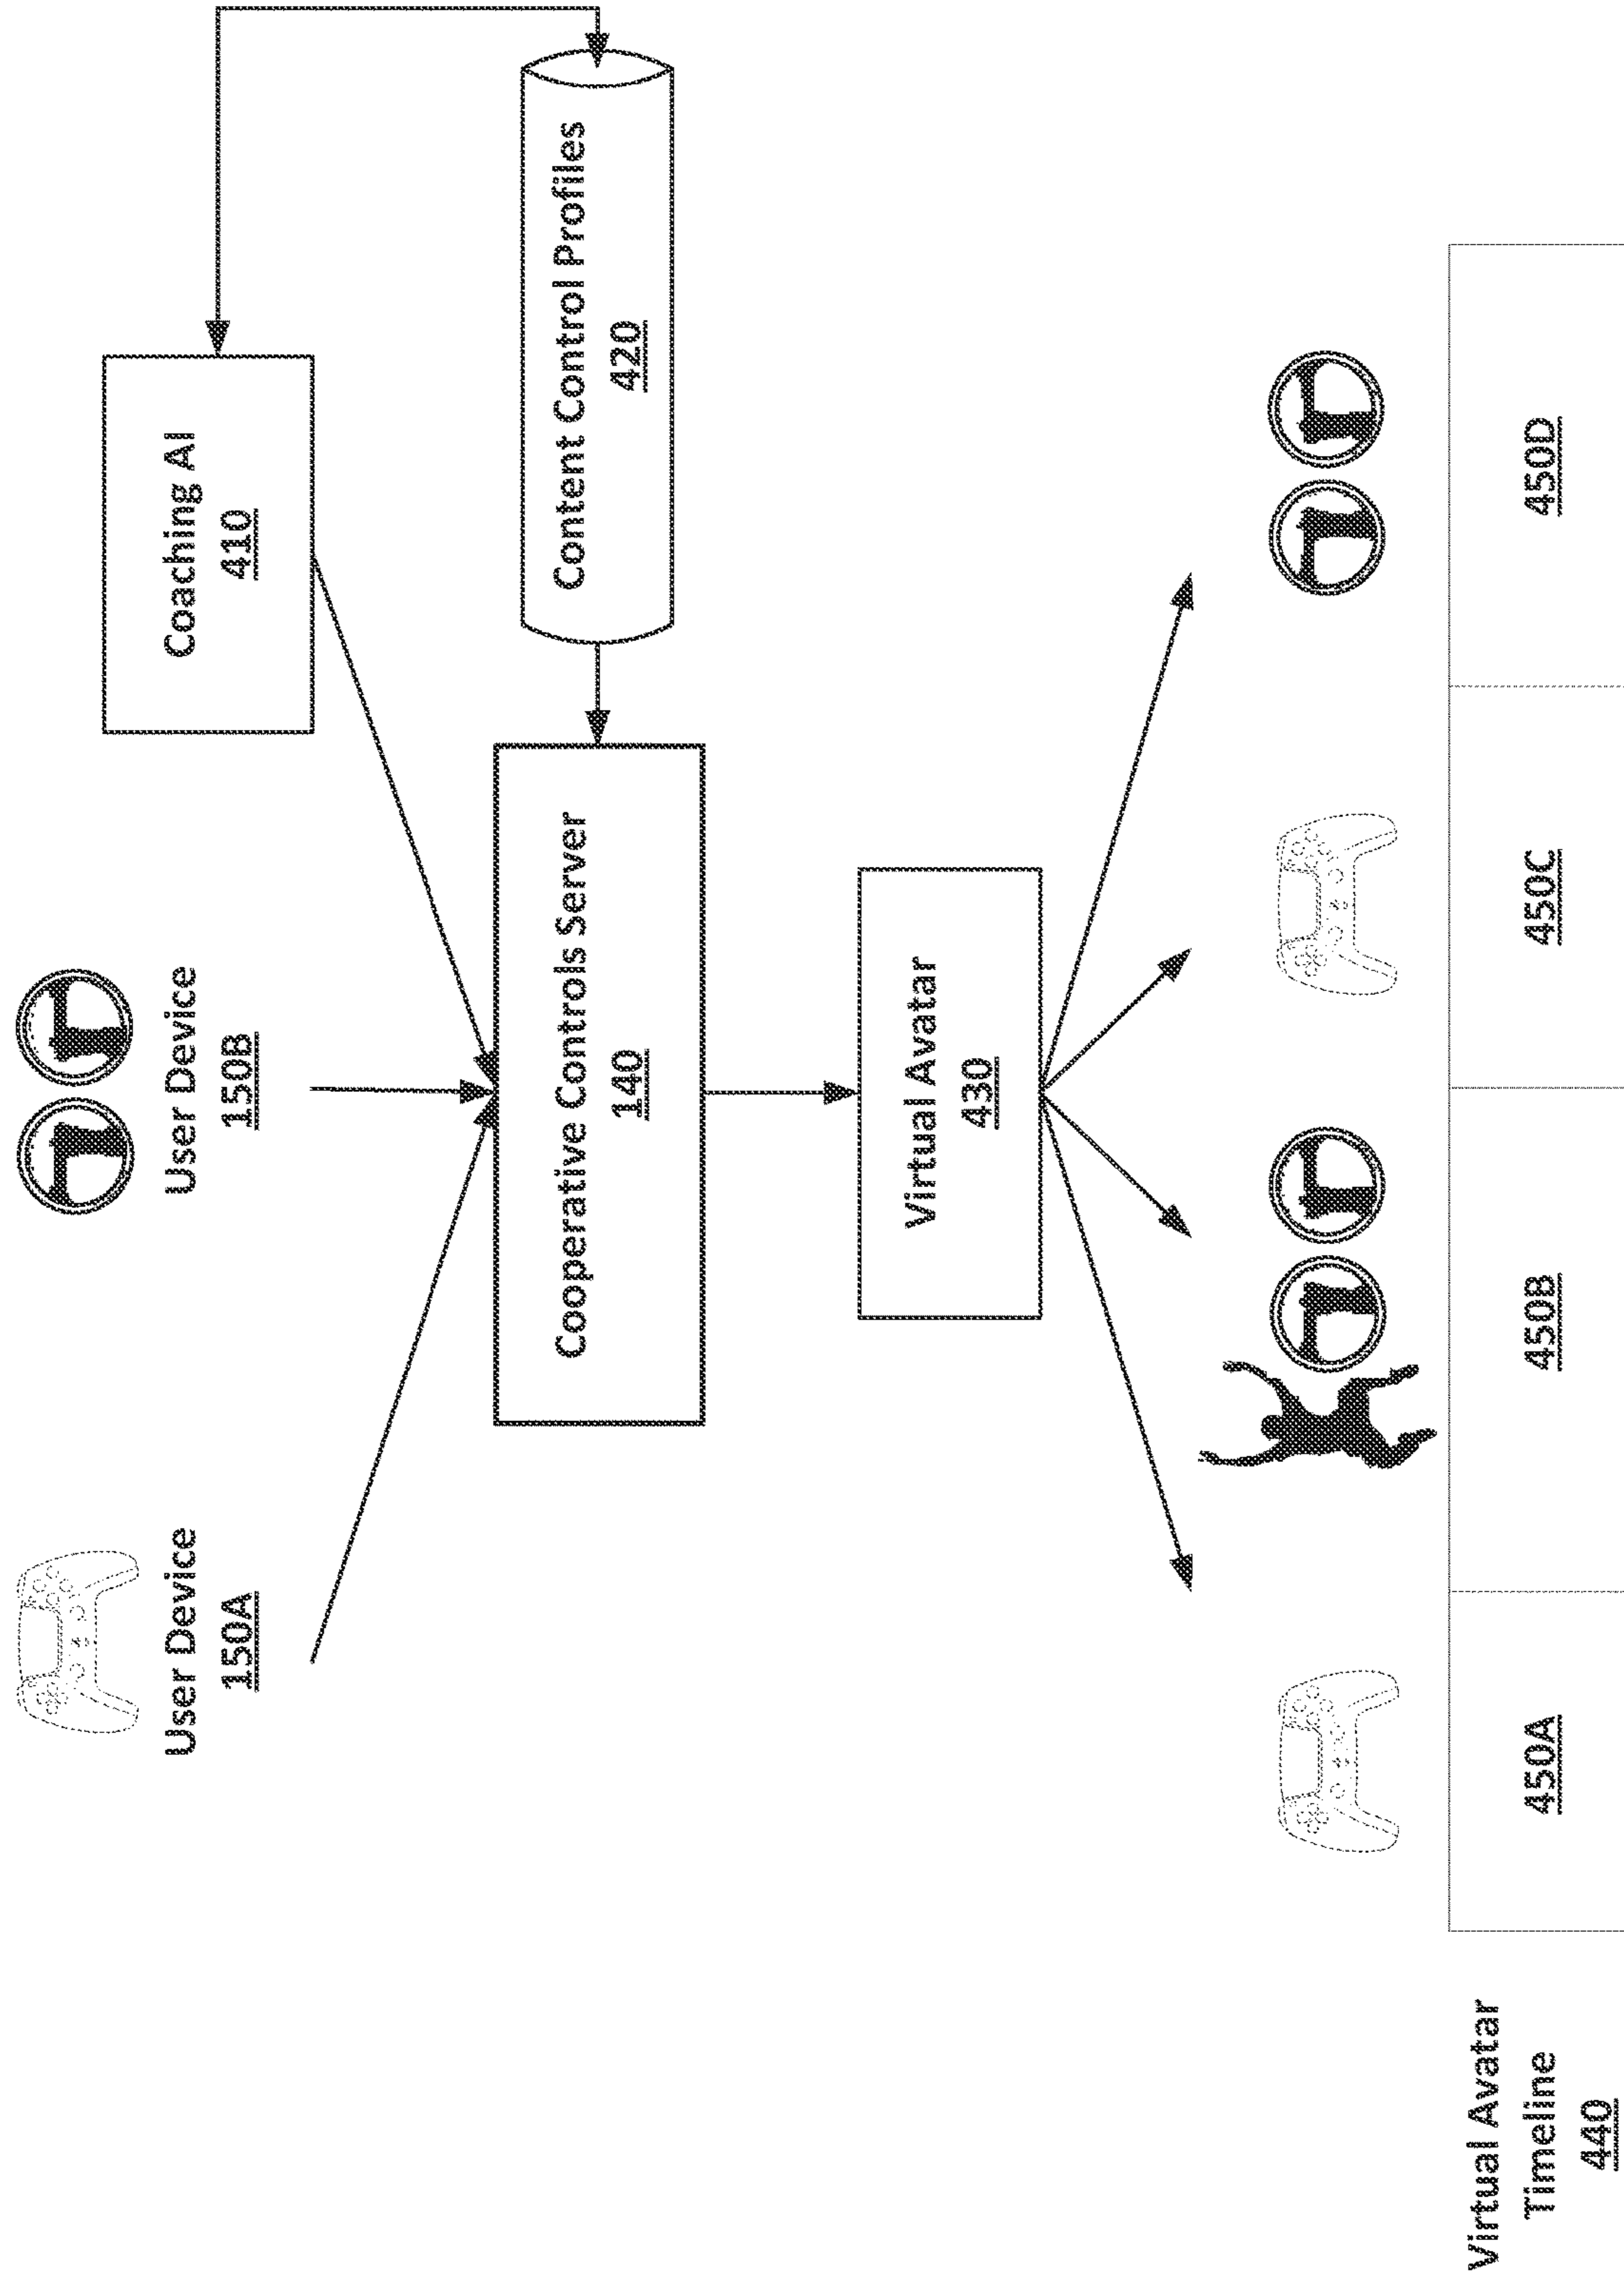 User Device
150A
User Device
150B
Coaching AI
410
Cooperative Controls Server
140
Content Control Profiles
420
Virtual Avatar
430
Virtual Avatar
Timeline
440
450A
450B
450C
450D